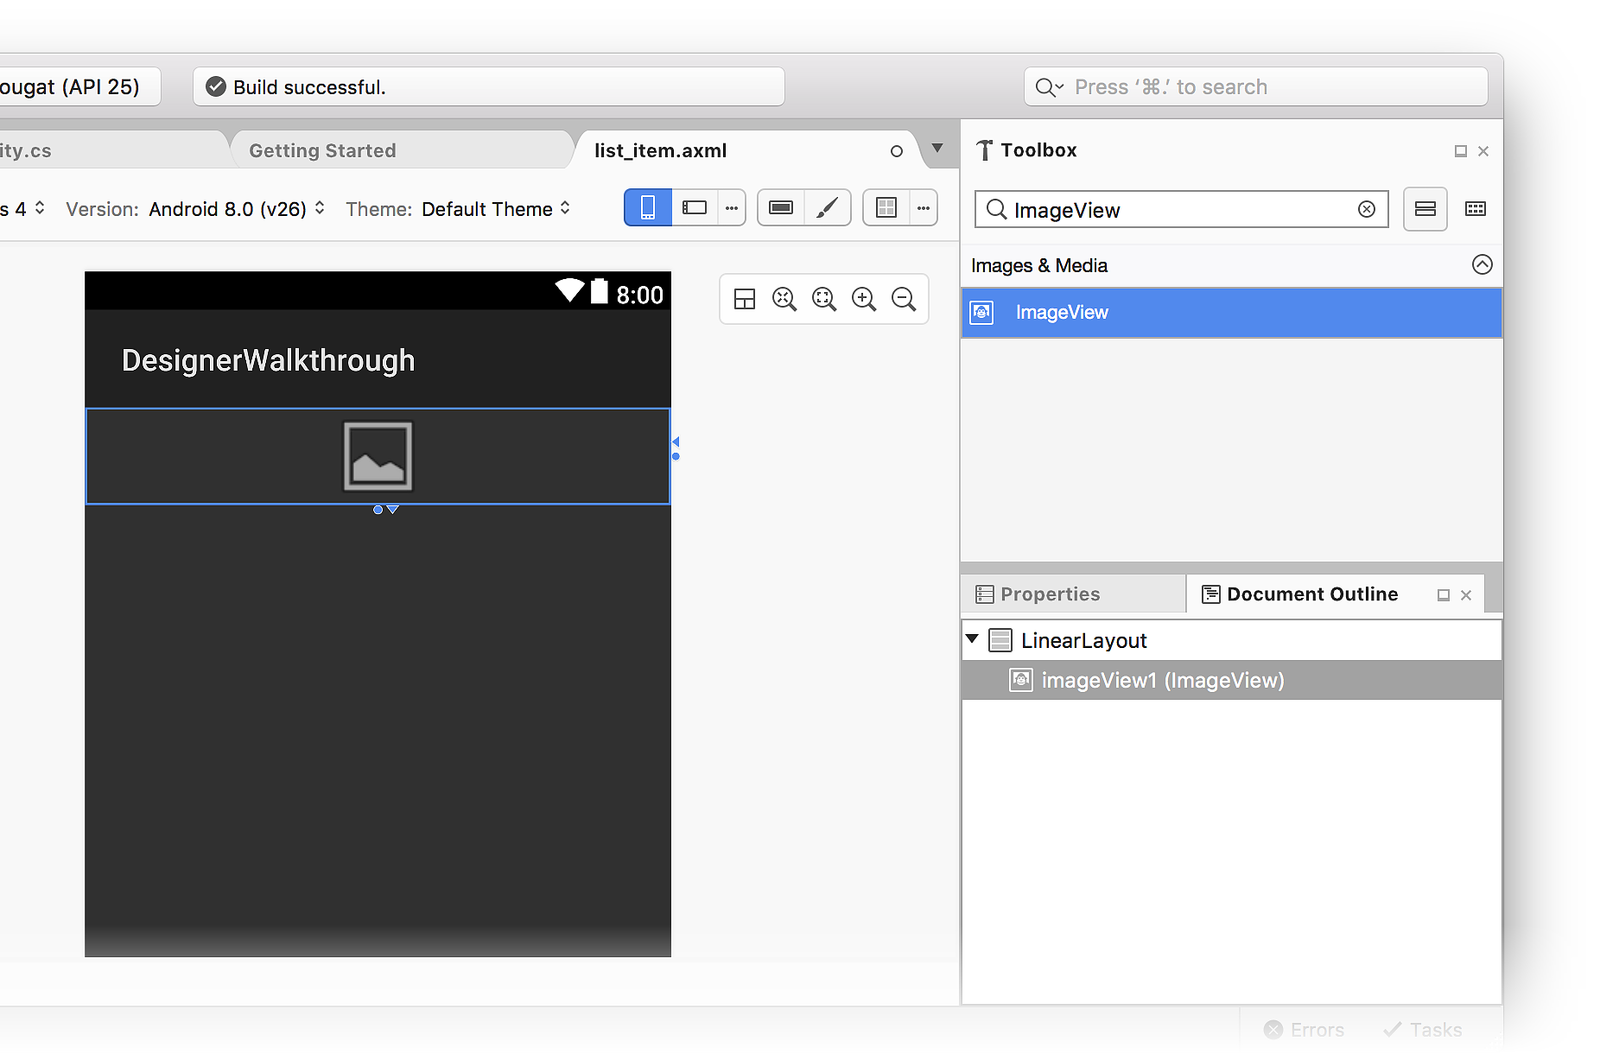 ougat (API 25)
Build successful.
Press ‘⌘.’ to search
ity.cs
Getting Started
list_item.axml
Toolbox
s 4
Version: Android 8.0 (v26)
Theme: Default Theme
ImageView
Images & Media
ImageView
8:00
DesignerWalkthrough
Properties
Document Outline
LinearLayout
imageView1 (ImageView)
Errors
Tasks